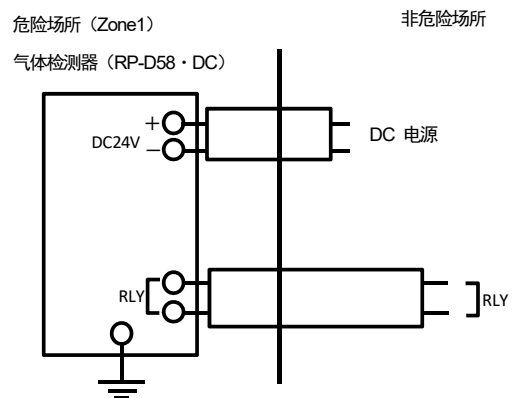 危险场所（Zone1）
非危险场所
气体检测器（RP-D58・DC）
+
DC24V
−
DC 电源
RLY
RLY